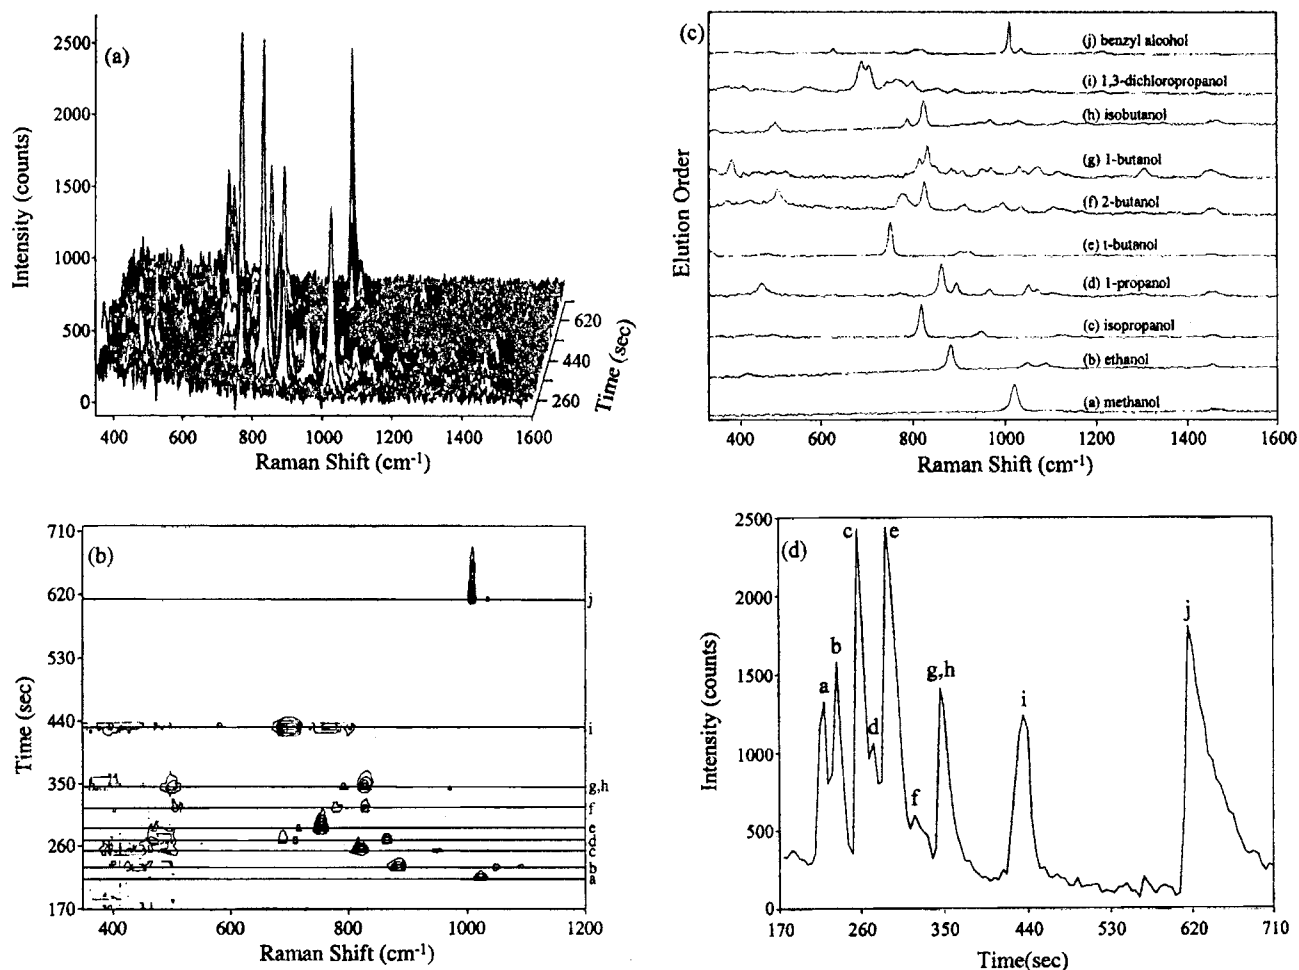 (a)
Intensity (counts)
2500
2000
1500
1000
500
0
400
600
800
1000
1200
1400
1600
Raman Shift (cm-1)
260
440
620
Time (sec)
(c)
Elution Order
(j) benzyl alcohol
(i) 1,3-dichloropropanol
(h) isobutanol
(g) 1-butanol
(f) 2-butanol
(e) t-butanol
(d) 1-propanol
(c) isopropanol
(b) ethanol
(a) methanol
400
600
800
1000
1200
1400
1600
Raman Shift (cm-1)
(b)
Time (sec)
710
620
530
440
350
260
170
j
i
g,h
f
e
d
c
b
a
400
600
800
1000
1200
Raman Shift (cm-1)
(d)
Intensity (counts)
2500
2000
1500
1000
500
0
a
b
c
d
e
f
g,h
i
j
170
260
350
440
530
620
710
Time(sec)